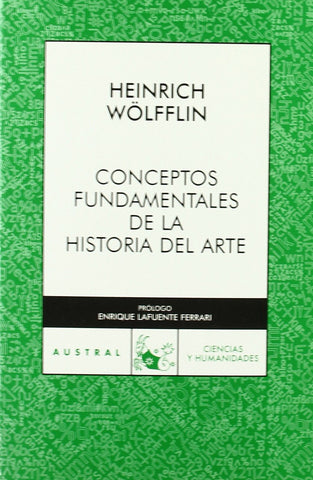 HEINRICH
WÖLFFLIN
CONCEPTOS
FUNDAMENTALES
DE LA
HISTORIA DEL ARTE
PRÓLOGO
ENRIQUE LAFUENTE FERRARI
AUSTRAL
CIENCIAS
Y HUMANIDADES